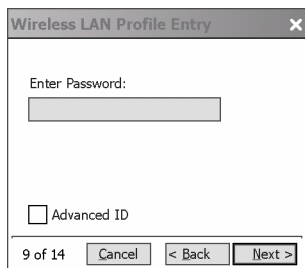 Wireless LAN Profile Entry
Enter Password:
Advanced ID
9 of 14 Cancel < Back Next >